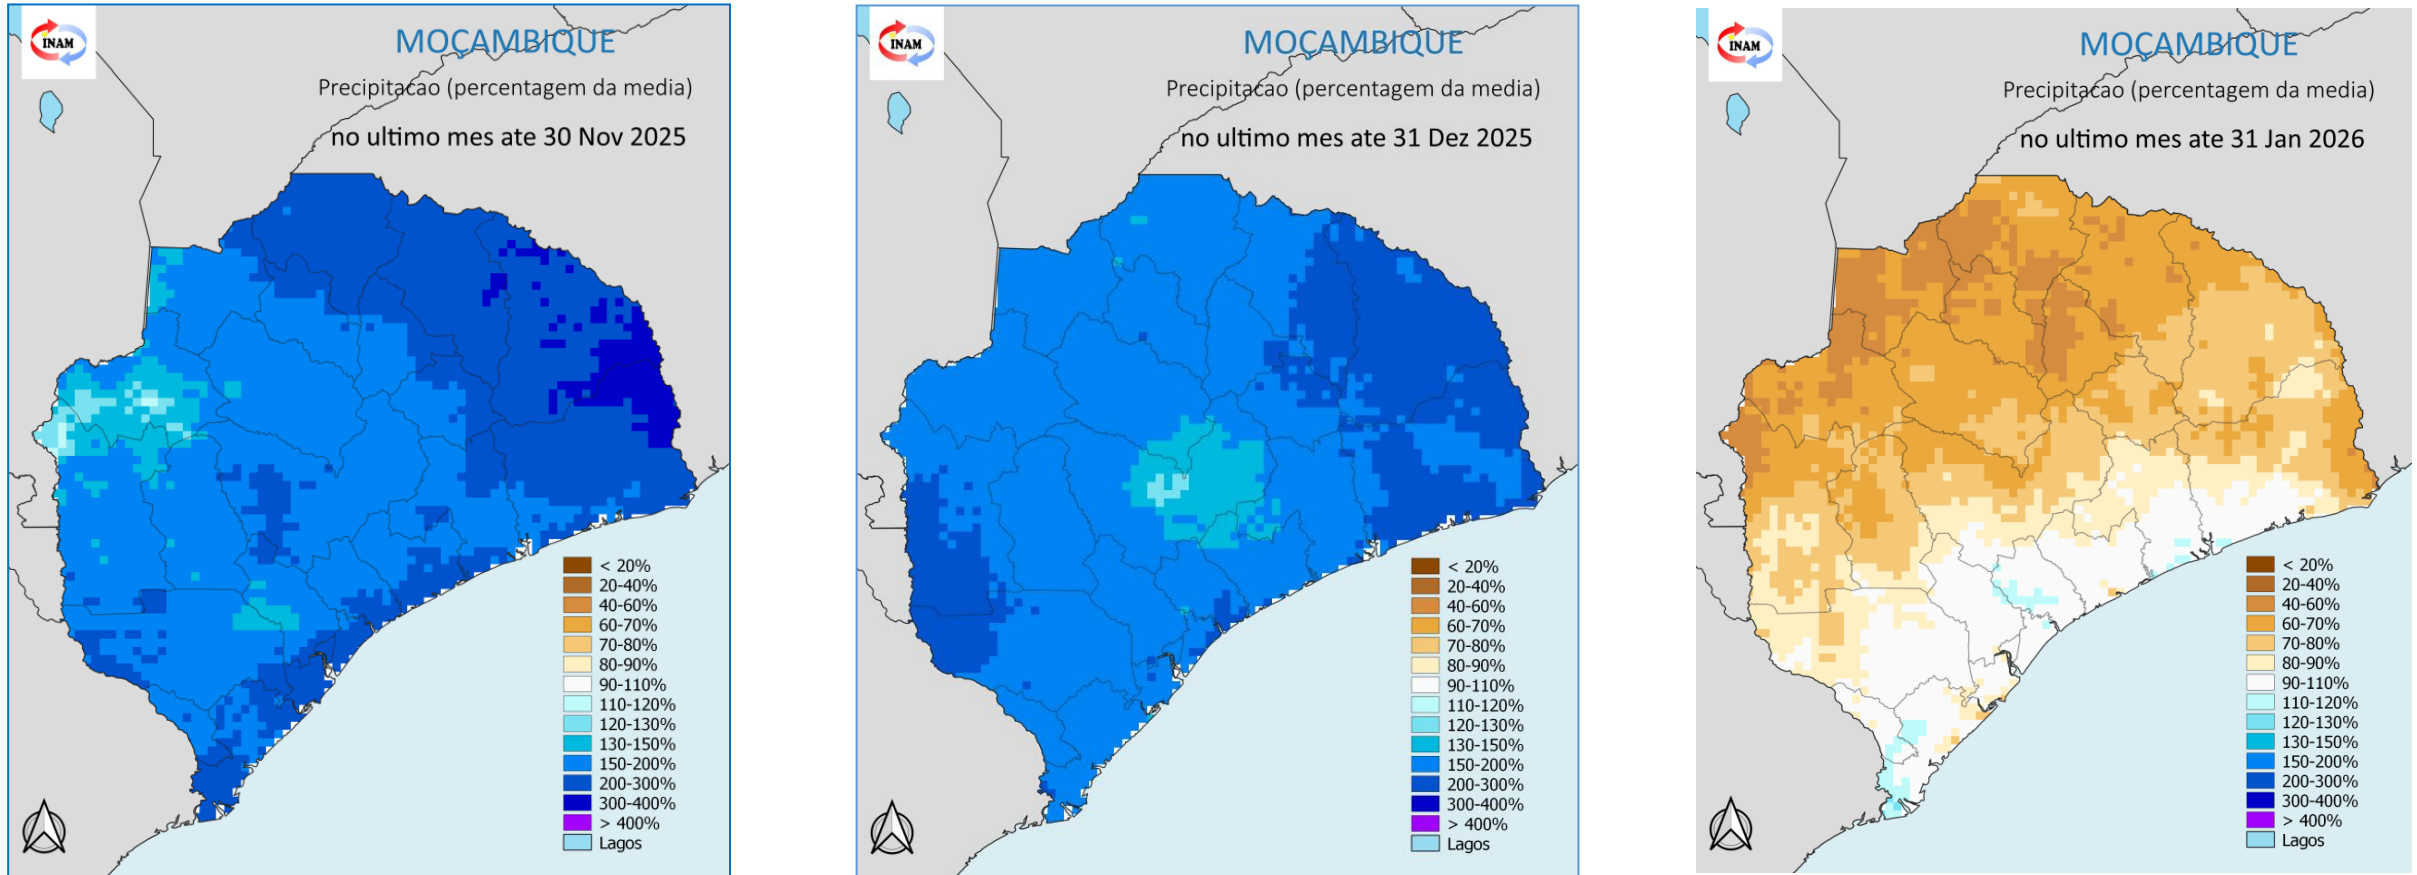 INAM
MOÇAMBIQUE
Precipitacao (percentagem da media)
no ultimo mes ate 30 Nov 2025
< 20%
20-40%
40-60%
60-70%
70-80%
80-90%
90-110%
110-120%
120-130%
130-150%
150-200%
200-300%
300-400%
> 400%
Lagos
INAM
MOÇAMBIQUE
Precipitacao (percentagem da media)
no ultimo mes ate 31 Dez 2025
< 20%
20-40%
40-60%
60-70%
70-80%
80-90%
90-110%
110-120%
120-130%
130-150%
150-200%
200-300%
300-400%
> 400%
Lagos
INAM
MOÇAMBIQUE
Precipitacao (percentagem da media)
no ultimo mes ate 31 Jan 2026
< 20%
20-40%
40-60%
60-70%
70-80%
80-90%
90-110%
110-120%
120-130%
130-150%
150-200%
200-300%
300-400%
> 400%
Lagos